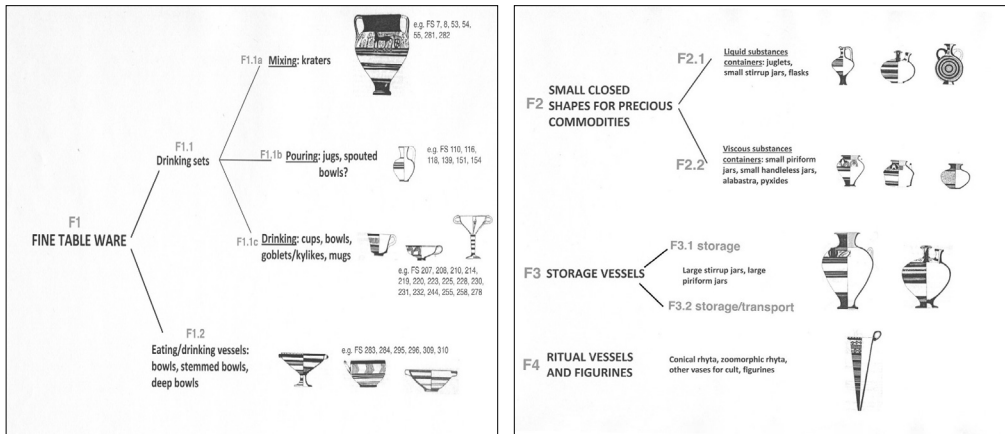 e.g. FS 7, 8, 53, 54,
55, 281, 282
F1.1a Mixing: kraters
F1.1
Drinking sets
F1.1b Pouring: jugs, spouted
bowls?
e.g. FS 110, 116,
118, 139, 151, 154
F1
FINE TABLE WARE
F1.1c Drinking: cups, bowls,
goblets/kylikes, mugs
e.g. FS 207, 208, 210, 214,
219, 220, 223, 225, 228, 230,
231, 232, 244, 255, 258, 278
F1.2
Eating/drinking vessels:
bowls, stemmed bowls,
deep bowls
e.g. FS 283, 284, 295, 296, 309, 310
F2 SMALL CLOSED
SHAPES FOR PRECIOUS
COMMODITIES
F2.1 Liquid substances
containers: juglets,
small stirrup jars, flasks
F2.2 Viscous substances
containers: small piriform
jars, small handleless jars,
alabastra, pyxides
F3 STORAGE VESSELS
F3.1 storage
Large stirrup jars, large
piriform jars
F3.2 storage/transport
F4 RITUAL VESSELS
AND FIGURINES
Conical rhyta, zoomorphic rhyta,
other vases for cult, figurines